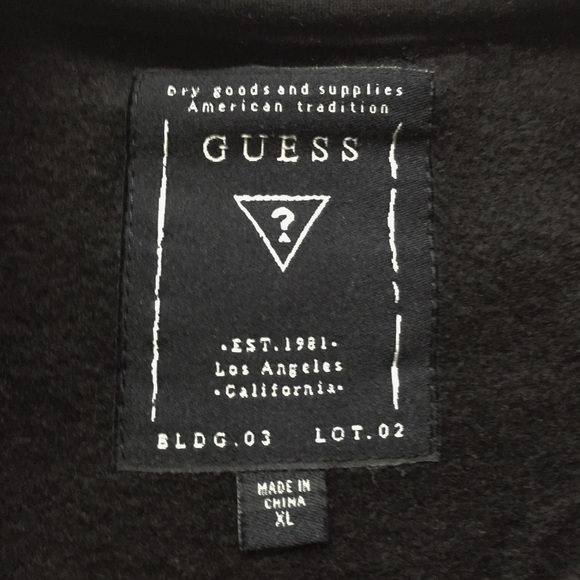 Dry goods and supplies
American tradition
GUESS
?
•EST.1981•
Los Angeles
•California•
BLDG.03 LOT.02
MADE IN
CHINA
XL